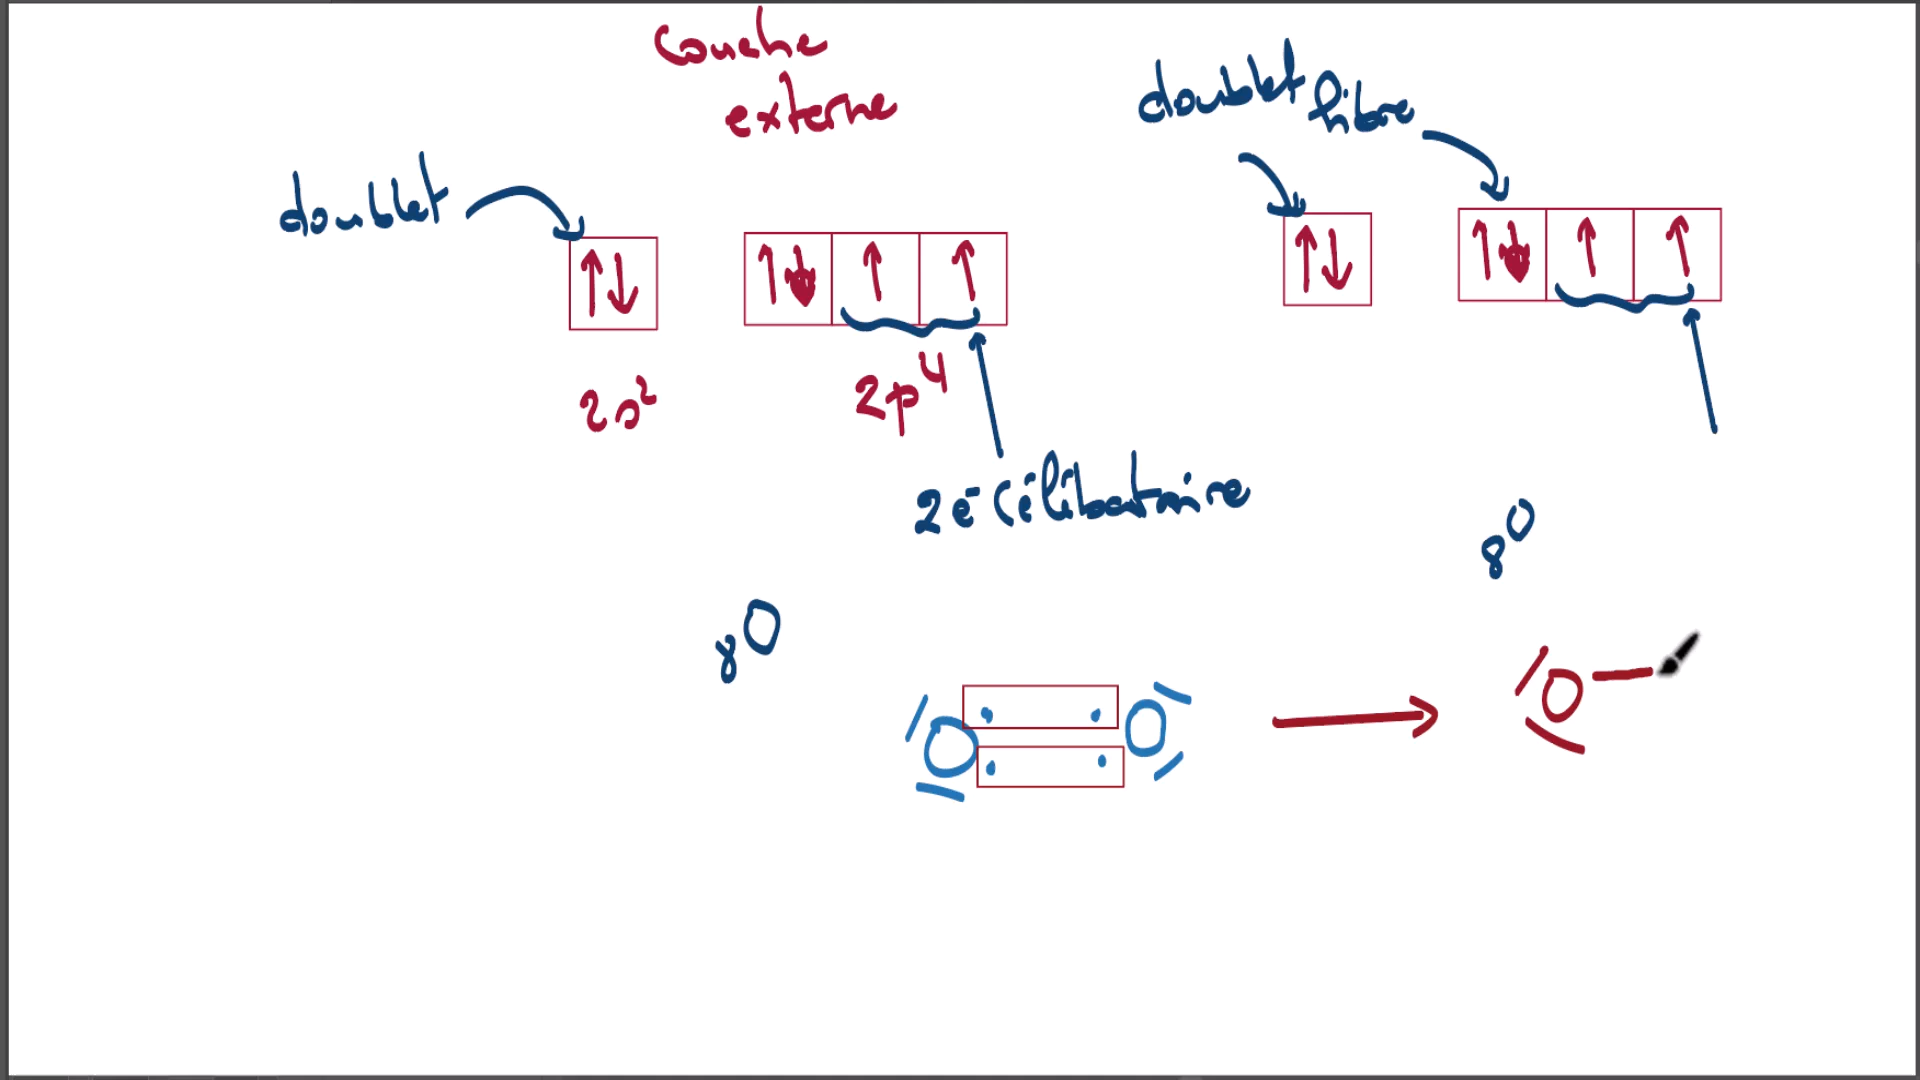 couche
externe
doublet libre
doublet
2s²
2p⁴
2e⁻ célibataire
₈O
₈O
O
O
O